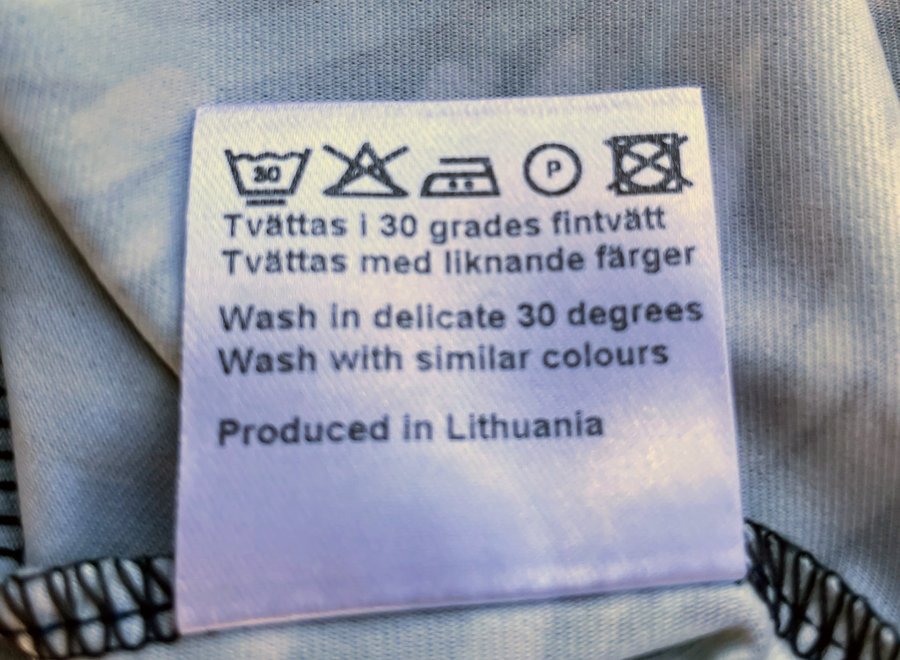 30 P
Tvättas i 30 grades fintvätt
Tvättas med liknande färger
Wash in delicate 30 degrees
Wash with similar colours
Produced in Lithuania